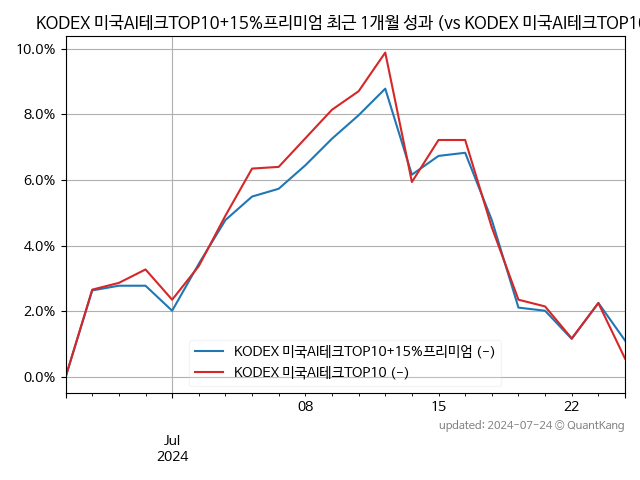 KODEX 미국AI테크TOP10+15%프리미엄 최근 1개월 성과 (vs KODEX 미국AI테크TOP10
10.0%
8.0%
6.0%
4.0%
2.0%
0.0%
KODEX 미국AI테크TOP10+15%프리미엄 (-)
KODEX 미국AI테크TOP10 (-)
08
15
22
Jul
2024
updated: 2024-07-24 © QuantKang